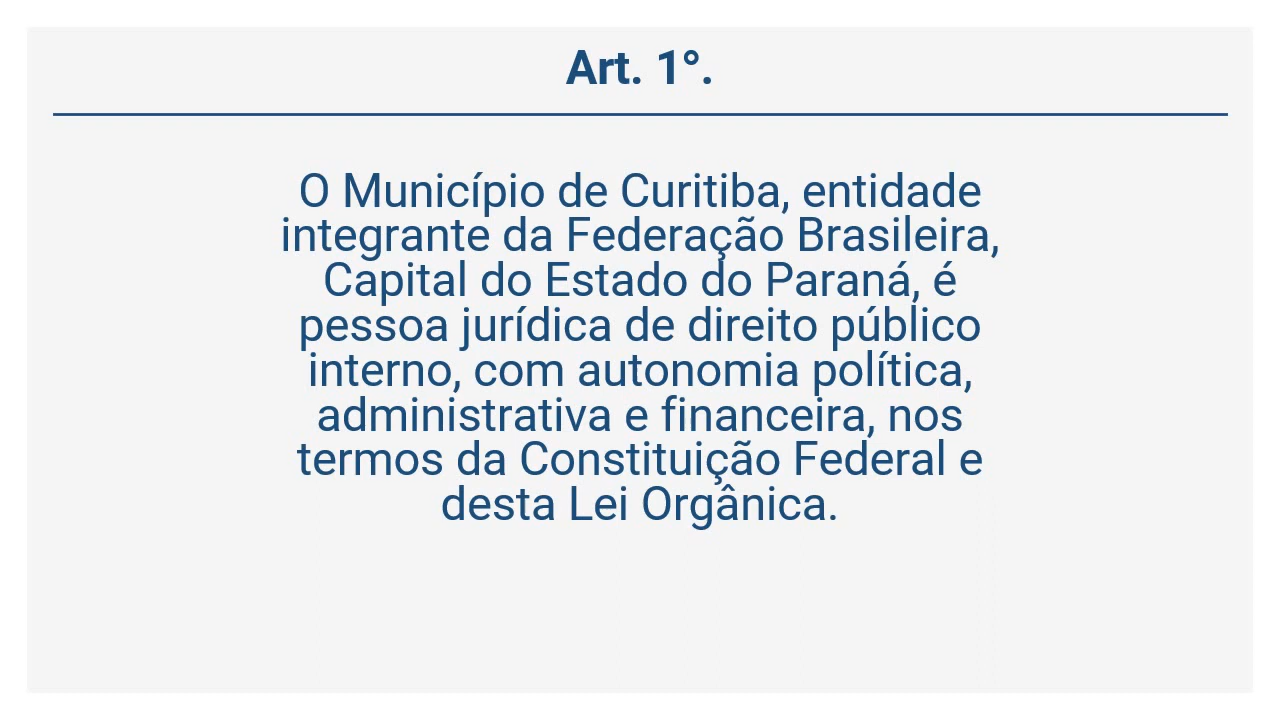 Art. 1°.
O Município de Curitiba, entidade
integrante da Federação Brasileira,
Capital do Estado do Paraná, é
pessoa jurídica de direito público
interno, com autonomia política,
administrativa e financeira, nos
termos da Constituição Federal e
desta Lei Orgânica.